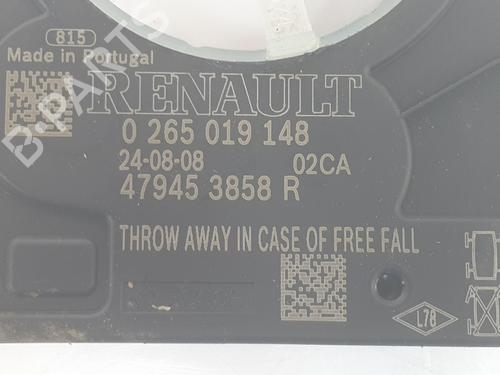 815
Made in Portugal
RENAULT
0 265 019 148
24-08-08 02CA
47945 3858 R
THROW AWAY IN CASE OF FREE FALL
L78
B-PARTS